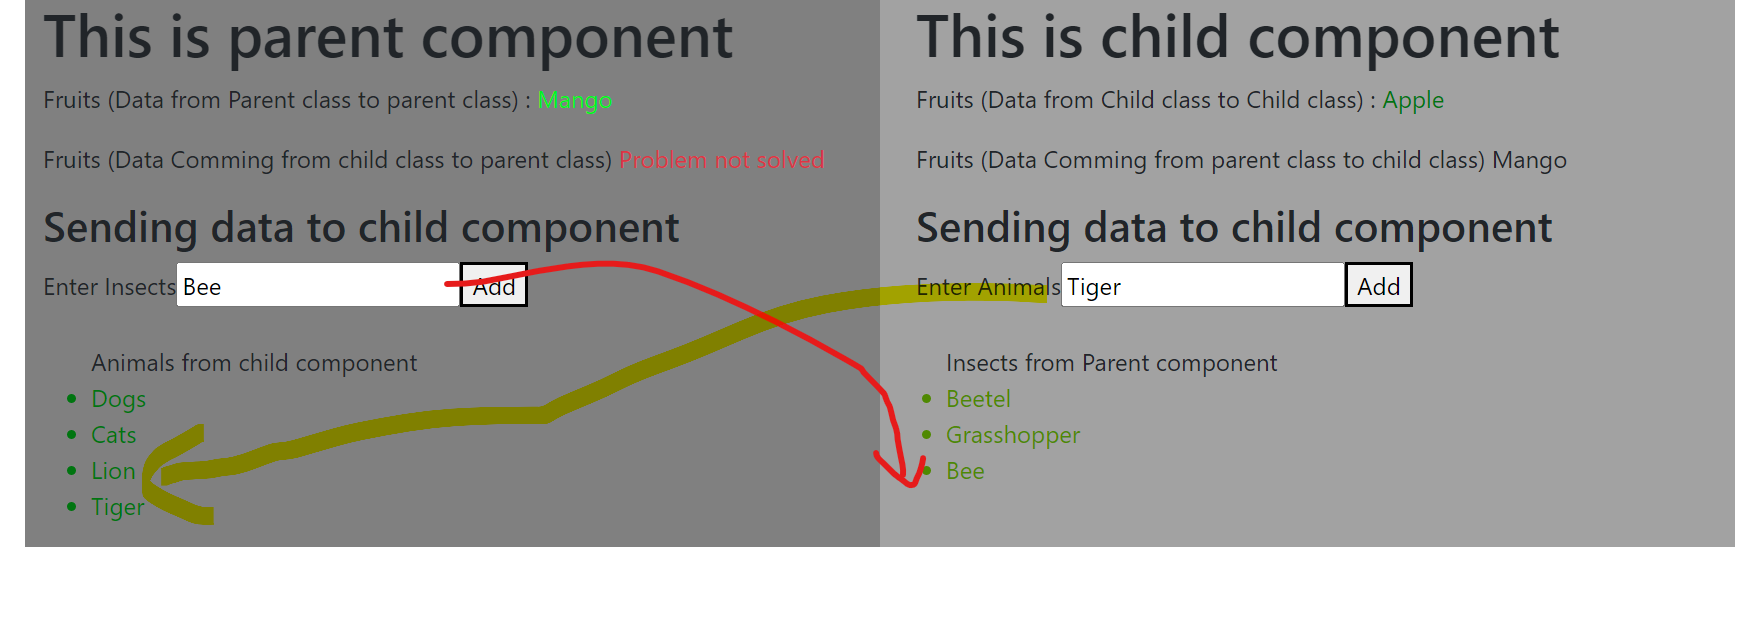 This is parent component
Fruits (Data from Parent class to parent class) : Mango
Fruits (Data Comming from child class to parent class) Problem not solved
Sending data to child component
Enter Insects Bee Add
Animals from child component
Dogs
Cats
Lion
Tiger
This is child component
Fruits (Data from Child class to Child class) : Apple
Fruits (Data Comming from parent class to child class) Mango
Sending data to child component
Enter Animals Tiger Add
Insects from Parent component
Beetel
Grasshopper
Bee